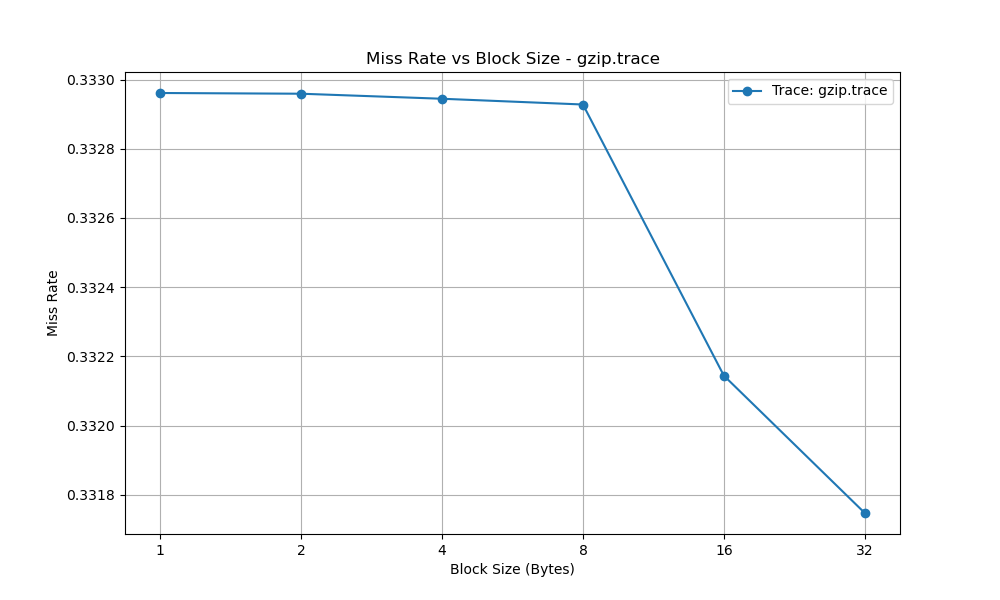 Miss Rate vs Block Size - gzip.trace
Trace: gzip.trace
0.3330
0.3328
0.3326
0.3324
0.3322
0.3320
0.3318
Miss Rate
1 2 4 8 16 32
Block Size (Bytes)